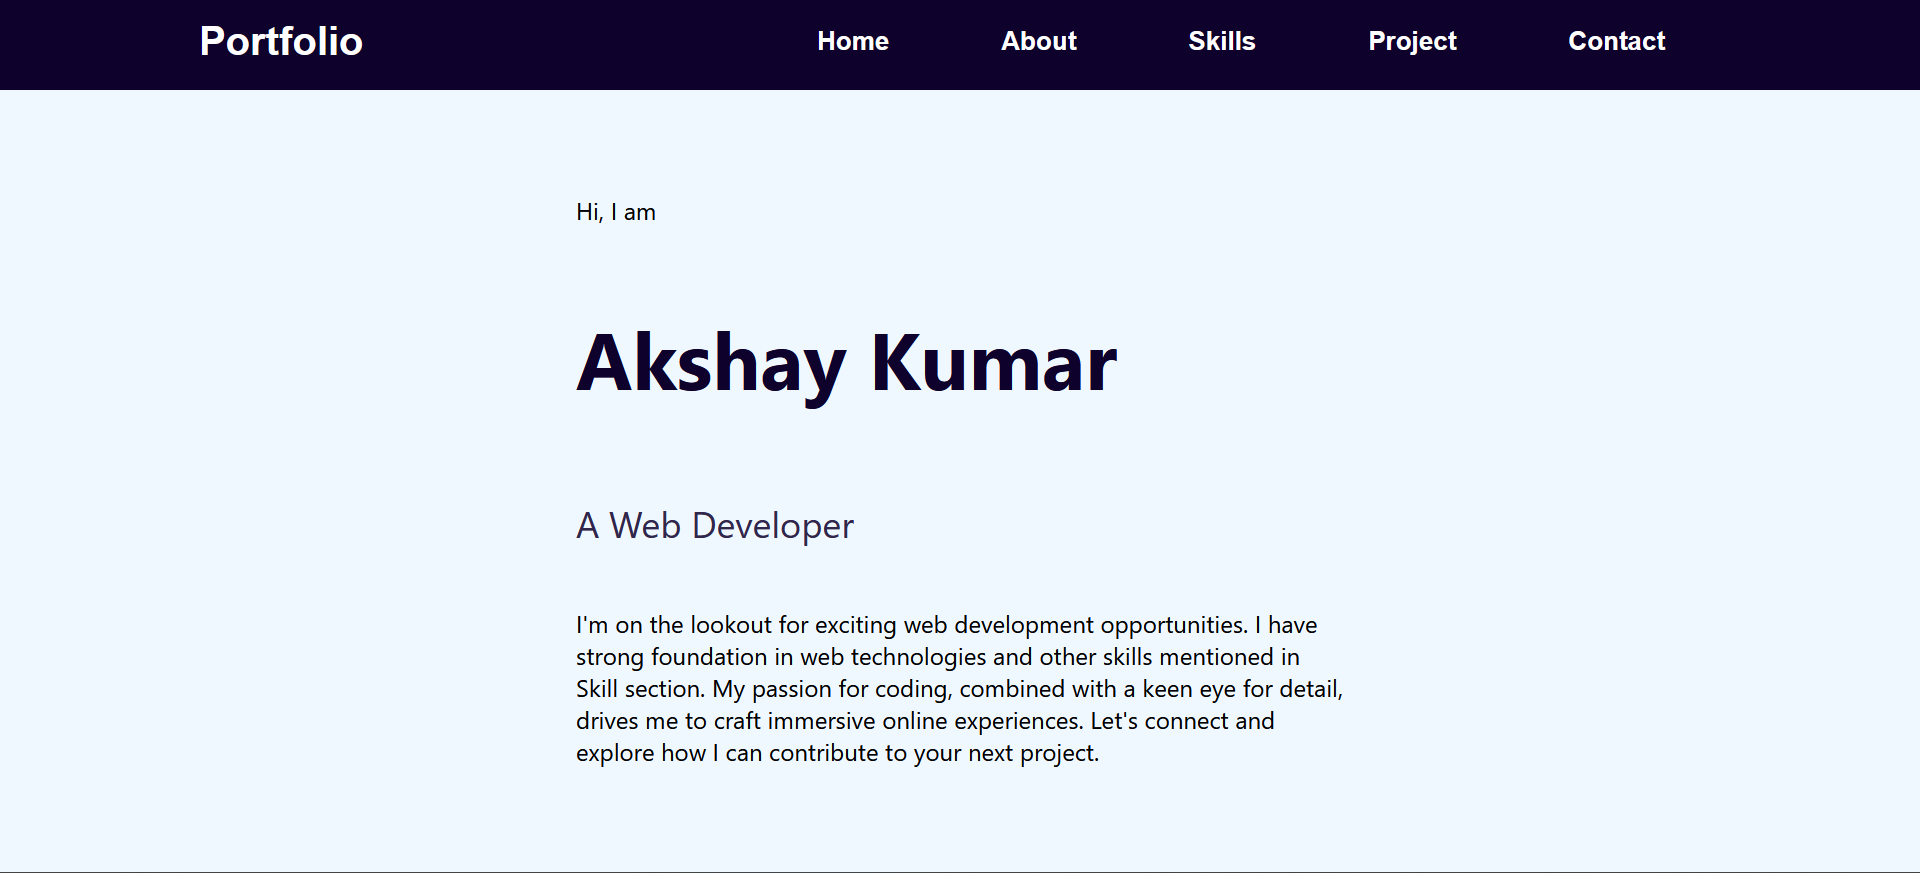 Portfolio Home About Skills Project Contact
Hi, I am
Akshay Kumar
A Web Developer
I'm on the lookout for exciting web development opportunities. I have
strong foundation in web technologies and other skills mentioned in
Skill section. My passion for coding, combined with a keen eye for detail,
drives me to craft immersive online experiences. Let's connect and
explore how I can contribute to your next project.